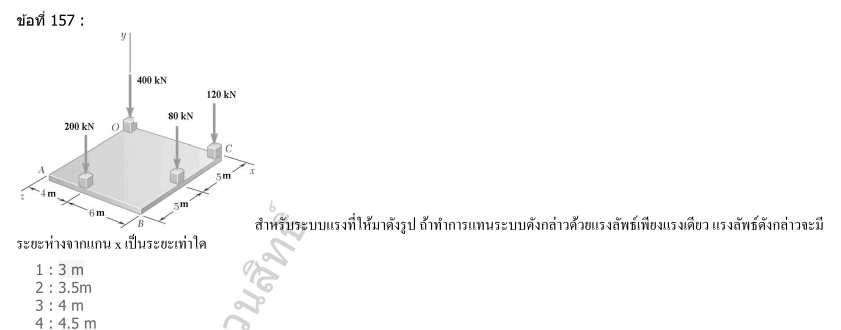 ข้อที่ 157 :
y
400 kN
120 kN
80 kN
200 kN
O
C
A
x
5 m
z
4 m
5 m
6 m
B
สำหรับระบบแรงที่ให้มาดังรูป ถ้าทำการแทนระบบดังกล่าวด้วยแรงลัพธ์เพียงแรงเดียว แรงลัพธ์ดังกล่าวจะมี
ระยะห่างจากแกน x เป็นระยะเท่าใด
1 : 3 m
2 : 3.5m
3 : 4 m
4 : 4.5 m
วนสิทธิ์